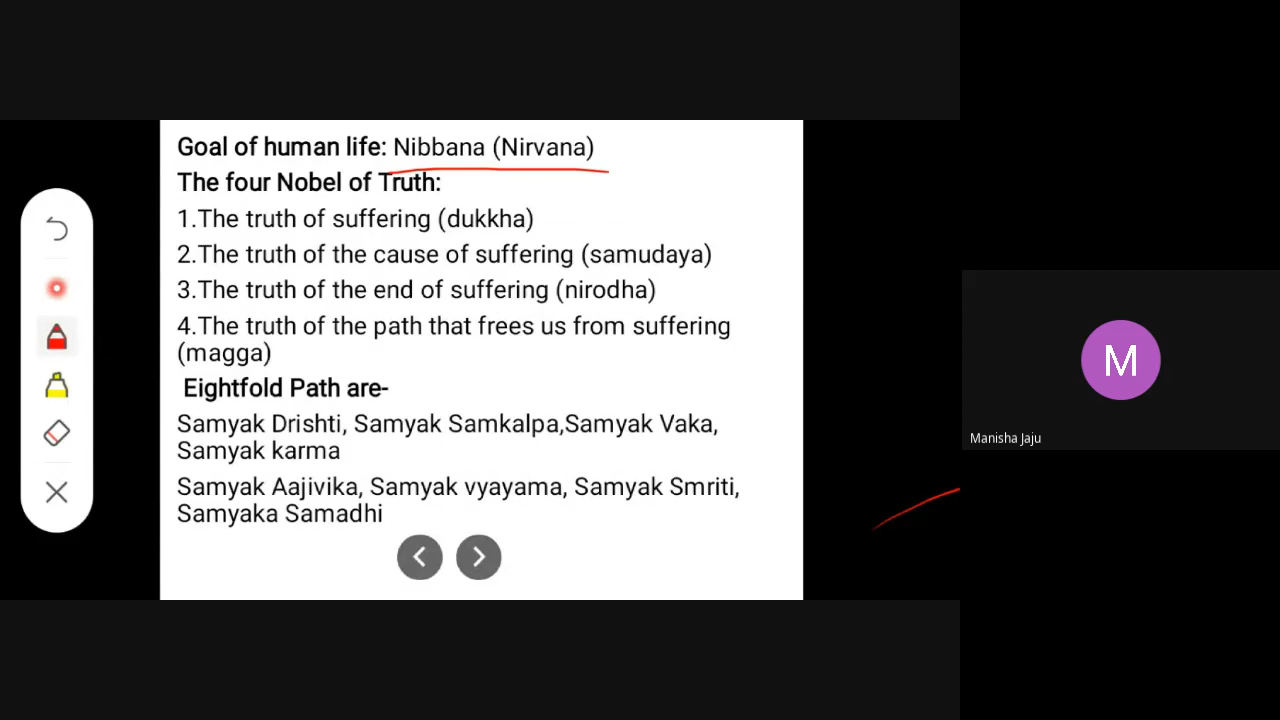 Goal of human life: Nibbana (Nirvana)
The four Nobel of Truth:
1.The truth of suffering (dukkha)
2.The truth of the cause of suffering (samudaya)
3.The truth of the end of suffering (nirodha)
4.The truth of the path that frees us from suffering
(magga)
Eightfold Path are-
Samyak Drishti, Samyak Samkalpa,Samyak Vaka,
Samyak karma
Samyak Aajivika, Samyak vyayama, Samyak Smriti,
Samyaka Samadhi
M
Manisha Jaju